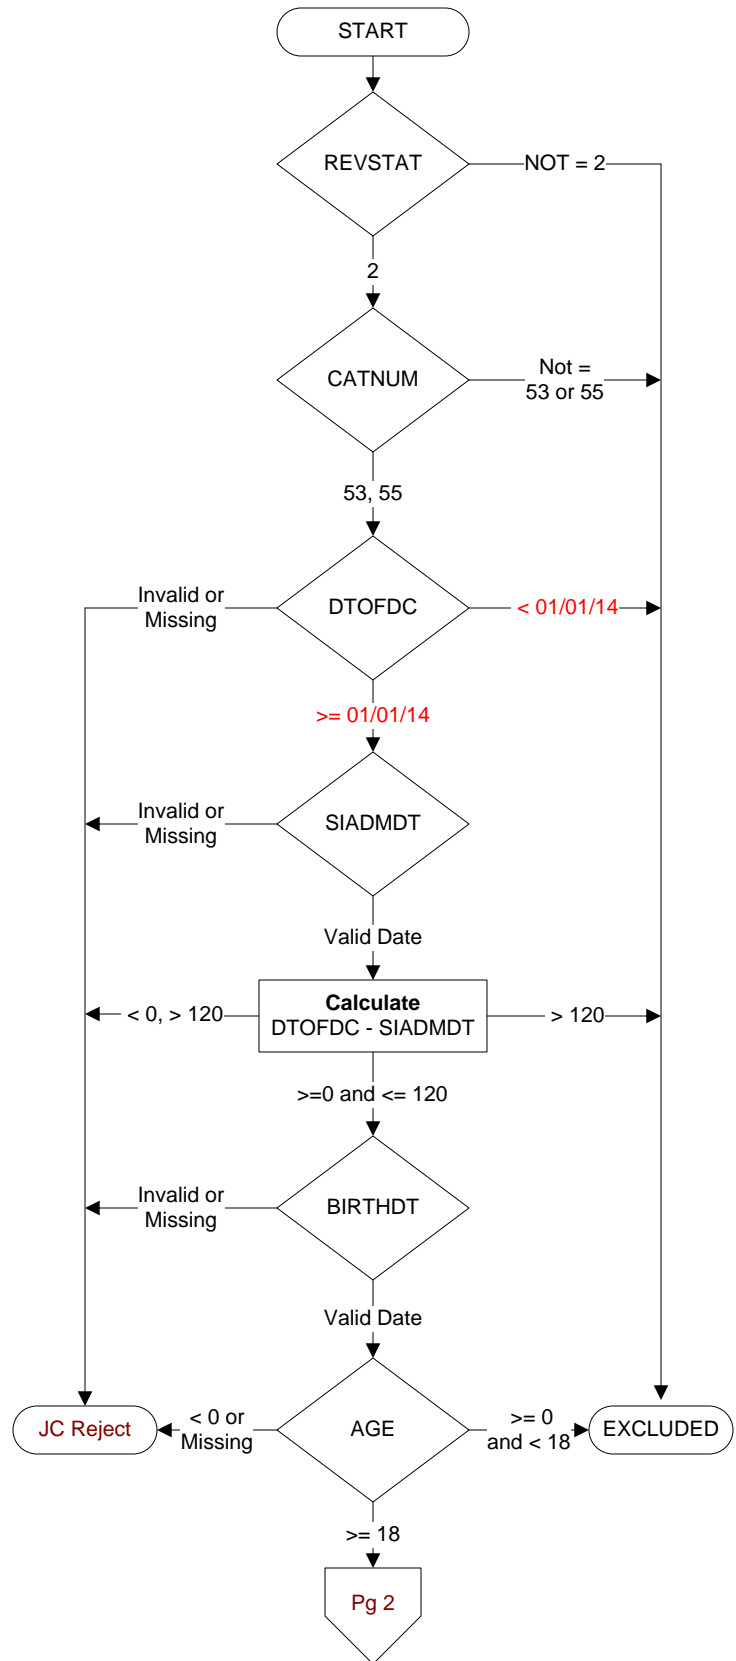 START
REVSTAT
NOT = 2
2
CATNUM
Not =
53 or 55
53, 55
Invalid or
Missing
DTOFDC
< 01/01/14
>= 01/01/14
Invalid or
Missing
SIADMDT
Valid Date
< 0, > 120
Calculate
DTOFDC - SIADMDT
> 120
>=0 and <= 120
Invalid or
Missing
BIRTHDT
Valid Date
JC Reject
< 0 or
Missing
AGE
>= 0
and < 18
EXCLUDED
>= 18
Pg 2